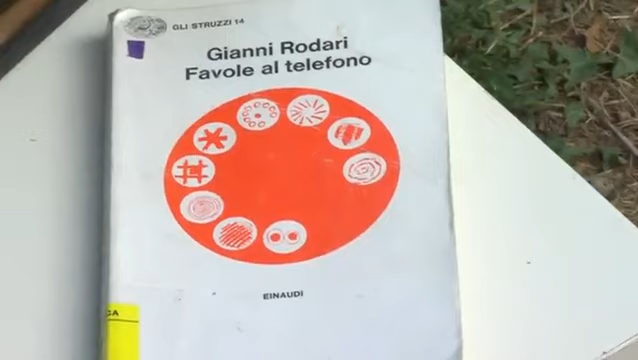 GLI STRUZZI 14
Gianni Rodari
Favole al telefono
EINAUDI